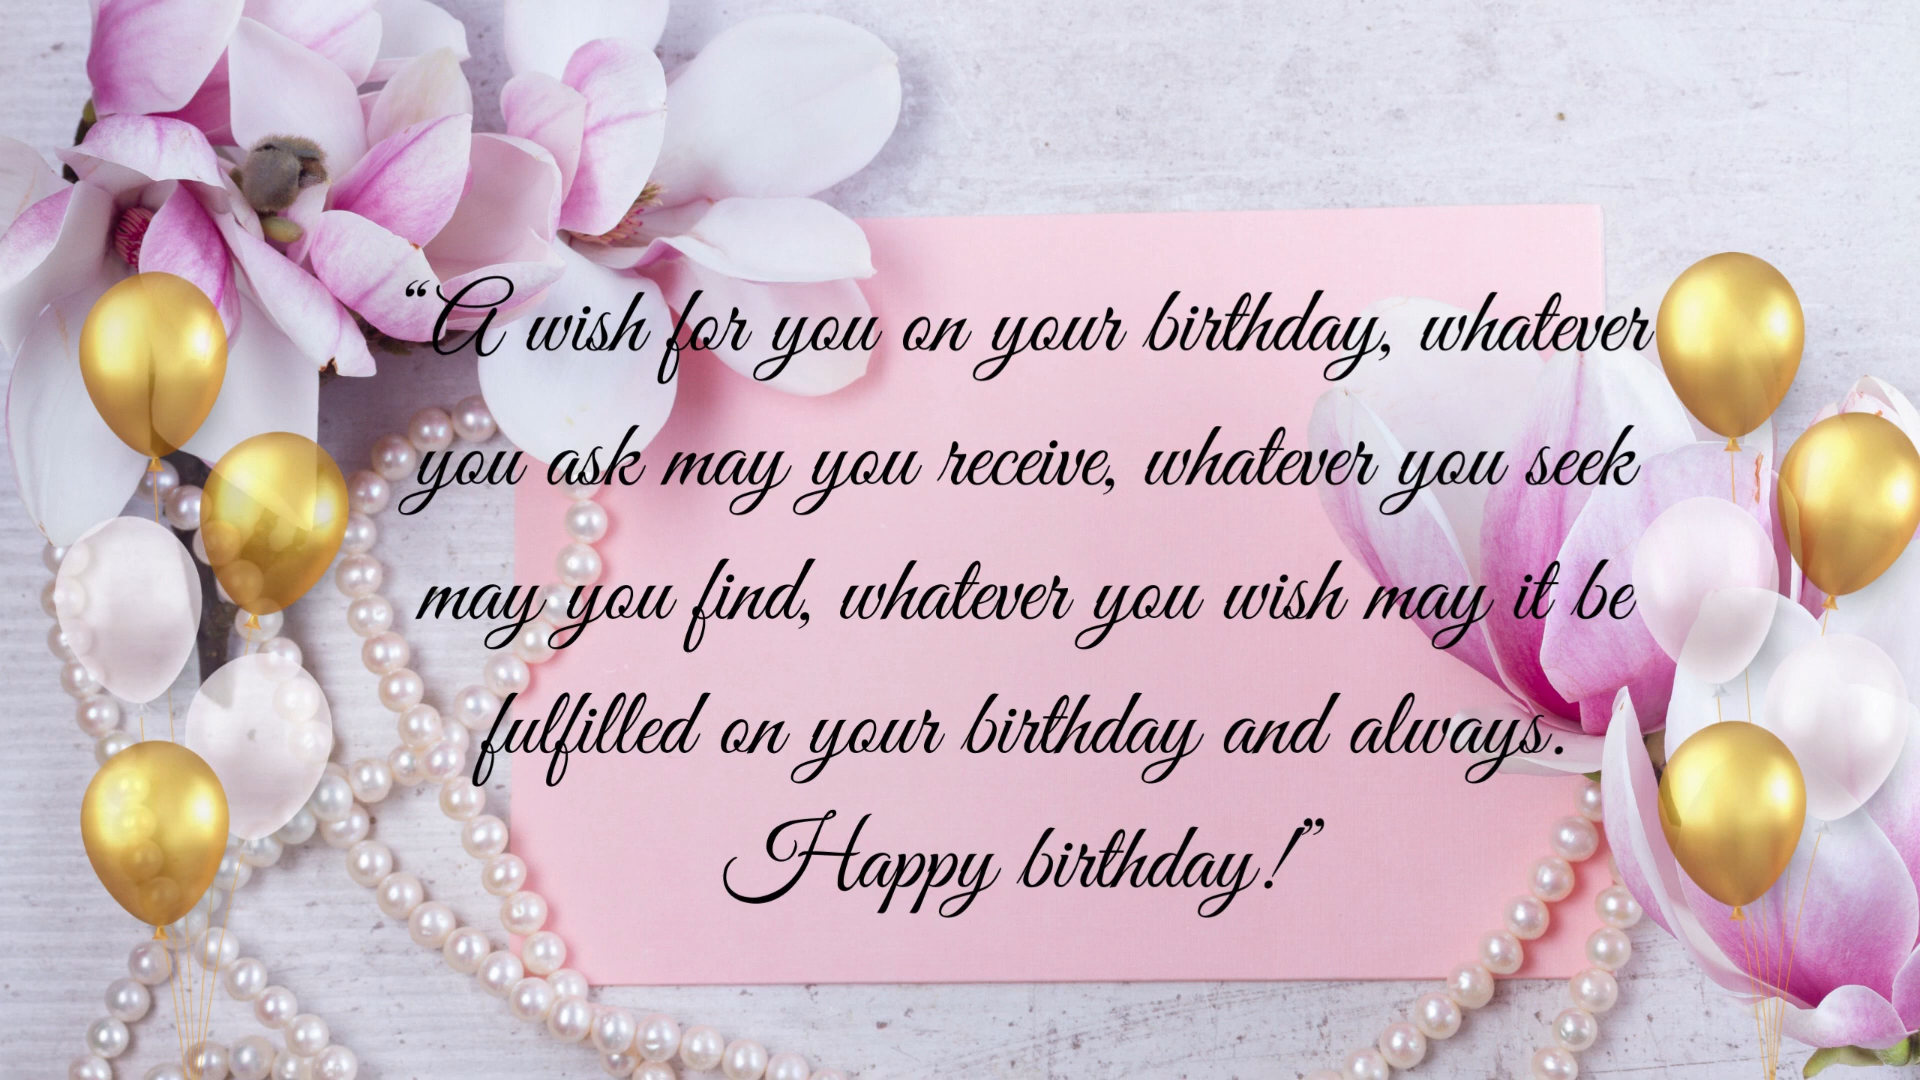 “A wish for you on your birthday, whatever
you ask may you receive, whatever you seek
may you find, whatever you wish may it be
fulfilled on your birthday and always.
Happy birthday!”